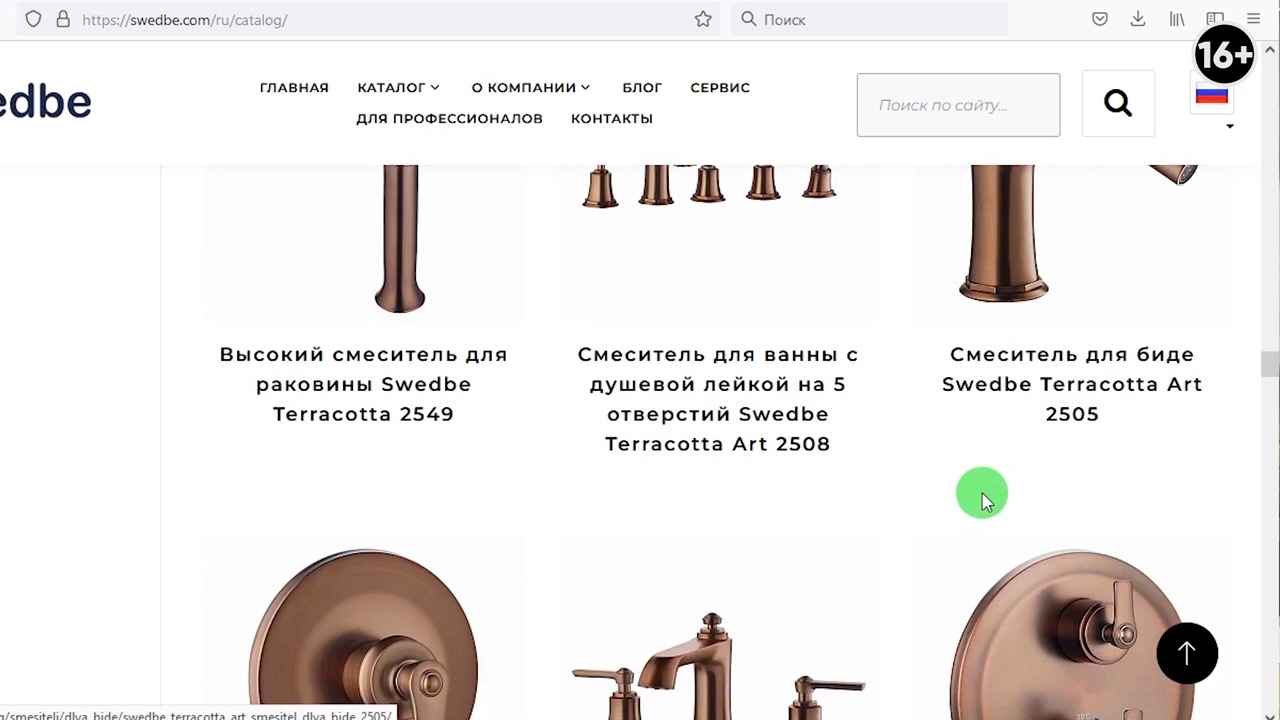 https://swedbe.com/ru/catalog/
Поиск
16+
edbe
ГЛАВНАЯ
КАТАЛОГ
О КОМПАНИИ
БЛОГ
СЕРВИС
ДЛЯ ПРОФЕССИОНАЛОВ
КОНТАКТЫ
Поиск по сайту...
Высокий смеситель для
раковины Swedbe
Terracotta 2549
Смеситель для ванны с
душевой лейкой на 5
отверстий Swedbe
Terracotta Art 2508
Смеситель для биде
Swedbe Terracotta Art
2505
g/smesiteli/dlya_bide/swedbe_terracotta_art_smesitel_dlya_bide_2505/